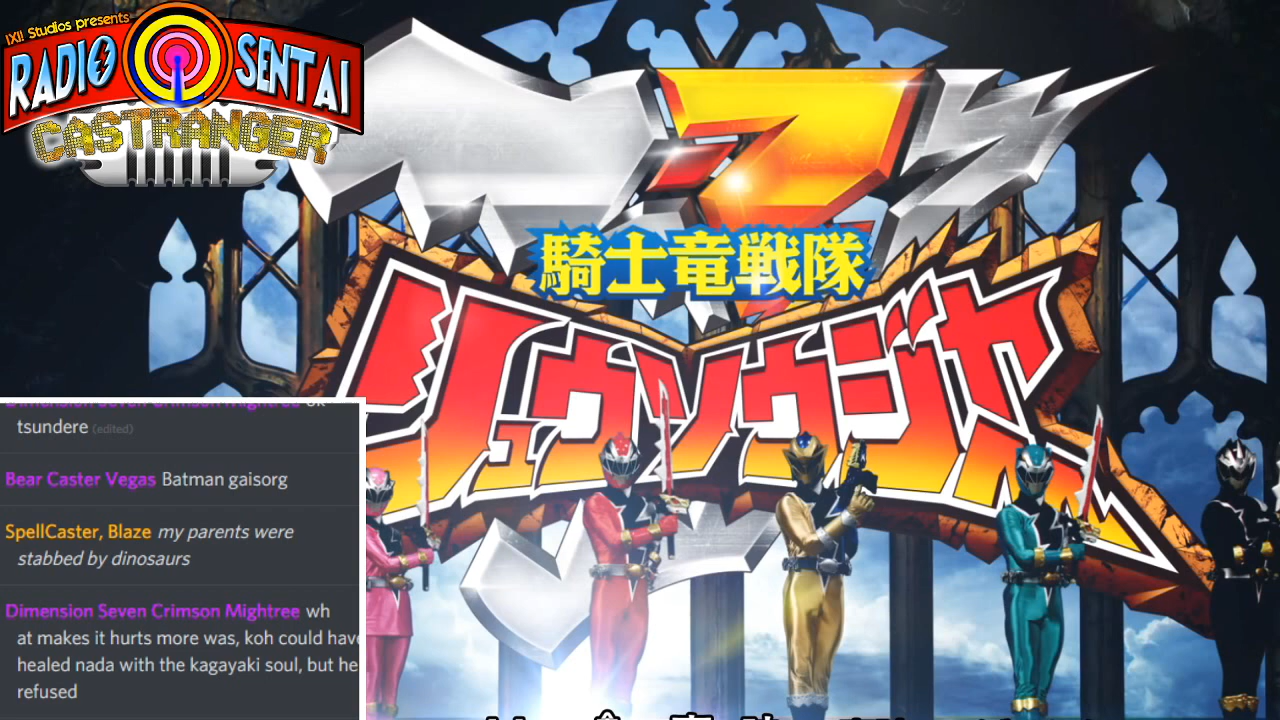 IXII Studios presents
RADIO SENTAI
CASTRANGER
騎士竜戦隊
リュウソウジャー
tsundere (edited)
Bear Caster Vegas Batman gaisorg
SpellCaster, Blaze my parents were
stabbed by dinosaurs
Dimension Seven Crimson Mightree wh
at makes it hurts more was, koh could have
healed nada with the kagayaki soul, but he
refused